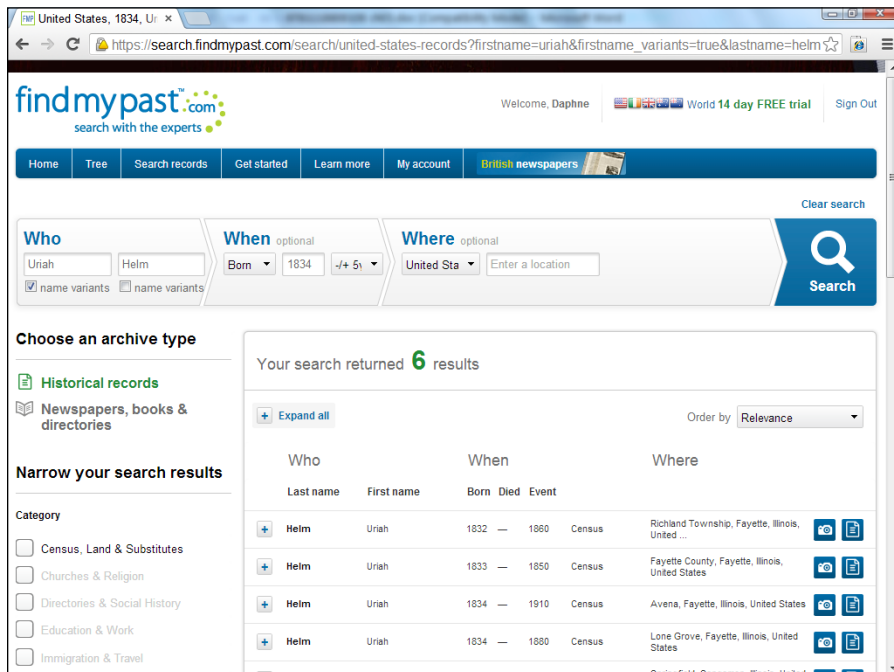 United States, 1834, Ur
https://search.findmypast.com/search/united-states-records?firstname=uriah&firstname_variants=true&lastname=helm
findmypast.com
search with the experts
Welcome, Daphne
World 14 day FREE trial
Sign Out
Home Tree Search records Get started Learn more My account British newspapers
Clear search
Who When optional Where optional
Uriah Helm Born 1834 -/+ 5y United Sta Enter a location
name variants name variants
Search
Choose an archive type
Historical records
Newspapers, books &
directories
Narrow your search results
Category
Census, Land & Substitutes
Churches & Religion
Directories & Social History
Education & Work
Immigration & Travel
Your search returned 6 results
Expand all Order by Relevance
Who When Where
Last name First name Born Died Event
Helm Uriah 1832 — 1860 Census Richland Township, Fayette, Illinois,
United ...
Helm Uriah 1833 — 1850 Census Fayette County, Fayette, Illinois,
United States
Helm Uriah 1834 — 1910 Census Avena, Fayette, Illinois, United States
Helm Uriah 1834 — 1880 Census Lone Grove, Fayette, Illinois, United
States